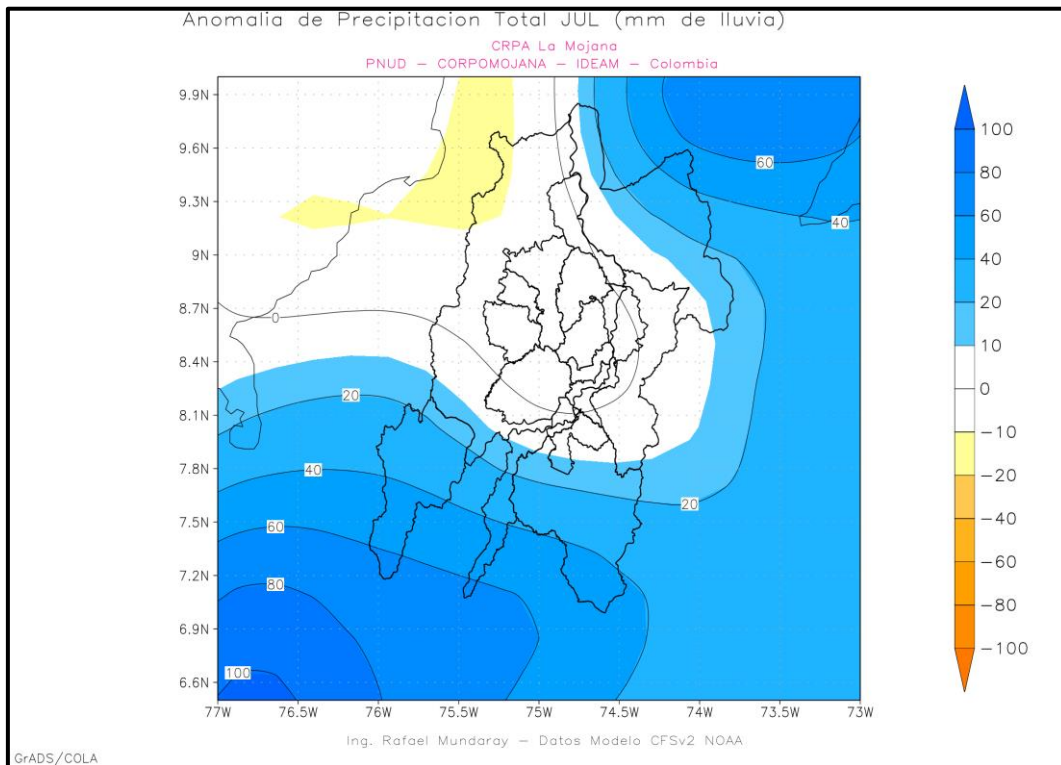 Anomalia de Precipitacion Total JUL (mm de lluvia)
CRPA La Mojana
PNUD – CORPOMOJANA – IDEAM – Colombia
9.9N
9.6N
9.3N
9N
8.7N
8.4N
8.1N
7.8N
7.5N
7.2N
6.9N
6.6N
77W 76.5W 76W 75.5W 75W 74.5W 74W 73.5W 73W
60
40
0
20
20
40
60
80
100
100
80
60
40
20
10
0
−10
−20
−40
−60
−80
−100
Ing. Rafael Mundaray – Datos Modelo CFSv2 NOAA
GrADS/COLA